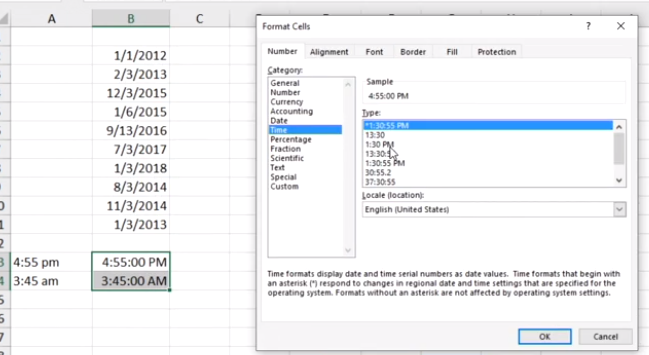 A B C
Format Cells ? X
1/1/2012
2/3/2013
12/3/2015
1/6/2015
9/13/2016
7/3/2017
1/3/2018
8/3/2014
11/3/2014
1/3/2013
4:55 pm 4:55:00 PM
3:45 am 3:45:00 AM
Number Alignment Font Border Fill Protection
Category:
General
Number
Currency
Accounting
Date
Time
Percentage
Fraction
Scientific
Text
Special
Custom
Sample
4:55:00 PM
Type:
*1:30:55 PM
13:30
1:30 PM
1:30:55 PM
30:55.2
37:30:55
Locale (location):
English (United States)
Time formats display date and time serial numbers as date values. Time formats that begin with
an asterisk (*) respond to changes in regional date and time settings that are specified for the
operating system. Formats without an asterisk are not affected by operating system settings.
OK Cancel